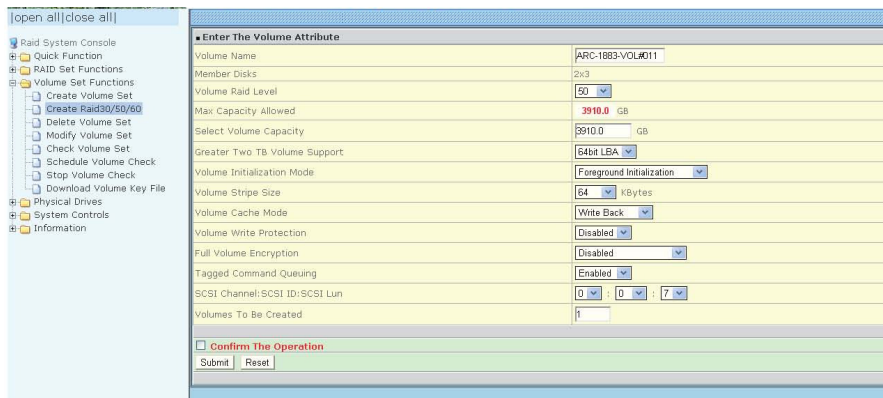 |open all|close all|
Raid System Console
Quick Function
RAID Set Functions
Volume Set Functions
Create Volume Set
Create Raid30/50/60
Delete Volume Set
Modify Volume Set
Check Volume Set
Schedule Volume Check
Stop Volume Check
Download Volume Key File
Physical Drives
System Controls
Information
Enter The Volume Attribute
Volume Name ARC-1883-VOL#011
Member Disks 2x3
Volume Raid Level 50
Max Capacity Allowed 3910.0 GB
Select Volume Capacity 3910.0 GB
Greater Two TB Volume Support 64bit LBA
Volume Initialization Mode Foreground Initialization
Volume Stripe Size 64 KBytes
Volume Cache Mode Write Back
Volume Write Protection Disabled
Full Volume Encryption Disabled
Tagged Command Queuing Enabled
SCSI Channel:SCSI ID:SCSI Lun 0 : 0 : 7
Volumes To Be Created 1
Confirm The Operation
Submit Reset